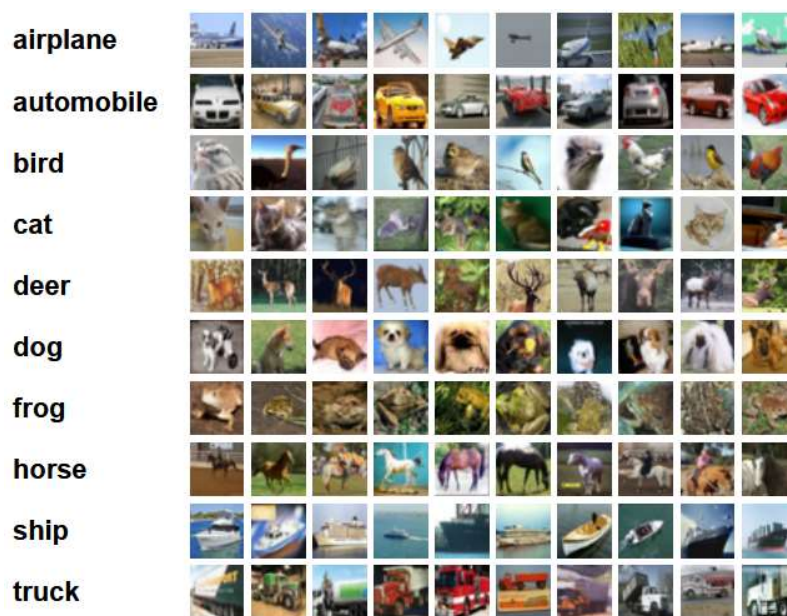 airplane
automobile
bird
cat
deer
dog
frog
horse
ship
truck